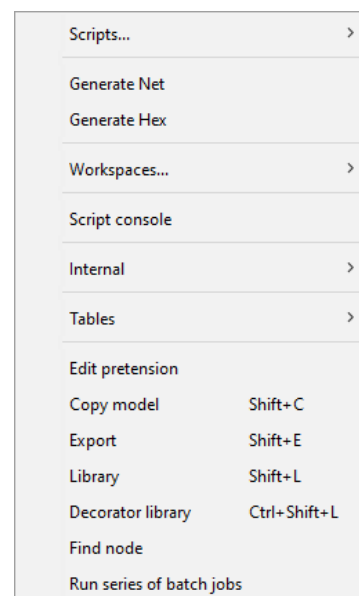 Scripts...
Generate Net
Generate Hex
Workspaces...
Script console
Internal
Tables
Edit pretension
Copy model Shift+C
Export Shift+E
Library Shift+L
Decorator library Ctrl+Shift+L
Find node
Run series of batch jobs